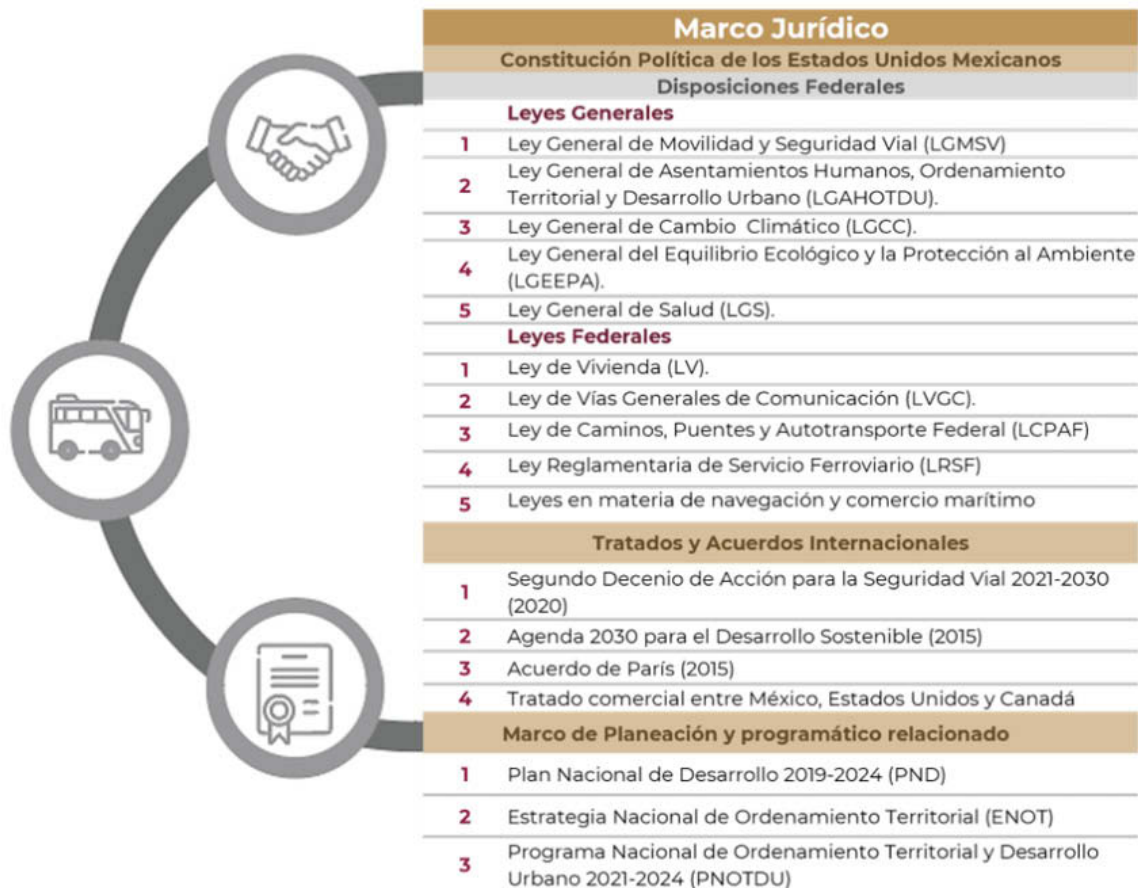 Marco Jurídico
Constitución Política de los Estados Unidos Mexicanos
Disposiciones Federales
Leyes Generales
1 Ley General de Movilidad y Seguridad Vial (LGMSV)
2 Ley General de Asentamientos Humanos, Ordenamiento
Territorial y Desarrollo Urbano (LGAHOTDU).
3 Ley General de Cambio Climático (LGCC).
4 Ley General del Equilibrio Ecológico y la Protección al Ambiente
(LGEEPA).
5 Ley General de Salud (LGS).
Leyes Federales
1 Ley de Vivienda (LV).
2 Ley de Vías Generales de Comunicación (LVGC).
3 Ley de Caminos, Puentes y Autotransporte Federal (LCPAF)
4 Ley Reglamentaria de Servicio Ferroviario (LRSF)
5 Leyes en materia de navegación y comercio marítimo
Tratados y Acuerdos Internacionales
1 Segundo Decenio de Acción para la Seguridad Vial 2021-2030
(2020)
2 Agenda 2030 para el Desarrollo Sostenible (2015)
3 Acuerdo de París (2015)
4 Tratado comercial entre México, Estados Unidos y Canadá
Marco de Planeación y programático relacionado
1 Plan Nacional de Desarrollo 2019-2024 (PND)
2 Estrategia Nacional de Ordenamiento Territorial (ENOT)
3 Programa Nacional de Ordenamiento Territorial y Desarrollo
Urbano 2021-2024 (PNOTDU)